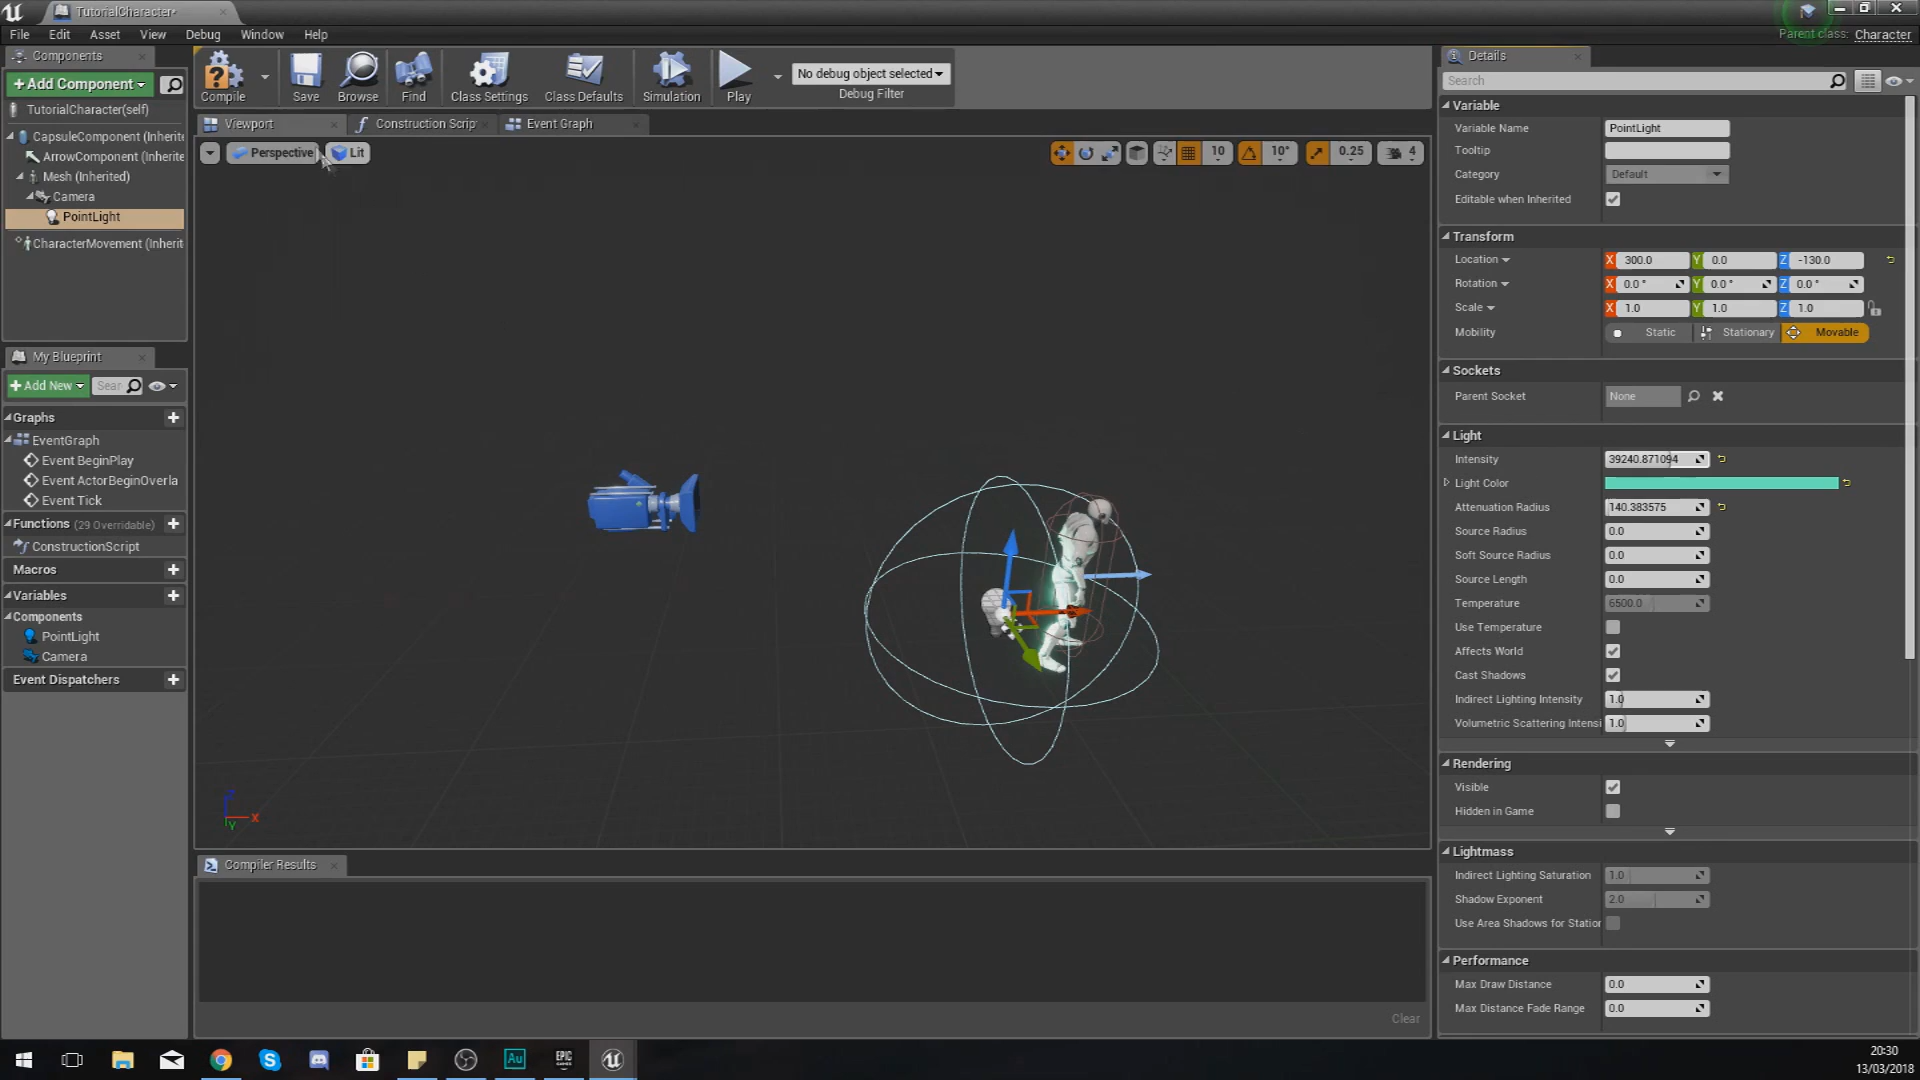 TutorialCharacter*
File Edit Asset View Debug Window Help
Parent class: Character
Components
+Add Component
TutorialCharacter(self)
CapsuleComponent (Inherite
ArrowComponent (Inherite
Mesh (Inherited)
Camera
PointLight
CharacterMovement (Inherit
My Blueprint
+Add New
Sear
Graphs
EventGraph
Event BeginPlay
Event ActorBeginOverla
Event Tick
Functions (29 Overridable)
ConstructionScript
Macros
Variables
Components
PointLight
Camera
Event Dispatchers
Compile
Save
Browse
Find
Class Settings
Class Defaults
Simulation
Play
No debug object selected
Debug Filter
Viewport
Construction Scrip
Event Graph
Perspective
Lit
10
10°
0.25
4
Z
X
Y
Compiler Results
Clear
Details
Search
Variable
Variable Name PointLight
Tooltip
Category Default
Editable when Inherited
Transform
Location X 300.0 Y 0.0 Z -130.0
Rotation X 0.0 ° Y 0.0 ° Z 0.0 °
Scale X 1.0 Y 1.0 Z 1.0
Mobility Static Stationary Movable
Sockets
Parent Socket None
Light
Intensity 39240.871094
Light Color
Attenuation Radius 140.383575
Source Radius 0.0
Soft Source Radius 0.0
Source Length 0.0
Temperature 6500.0
Use Temperature
Affects World
Cast Shadows
Indirect Lighting Intensity 1.0
Volumetric Scattering Intensi 1.0
Rendering
Visible
Hidden in Game
Lightmass
Indirect Lighting Saturation 1.0
Shadow Exponent 2.0
Use Area Shadows for Station
Performance
Max Draw Distance 0.0
Max Distance Fade Range 0.0
Au
EPIC
GAMES
20:30
13/03/2018